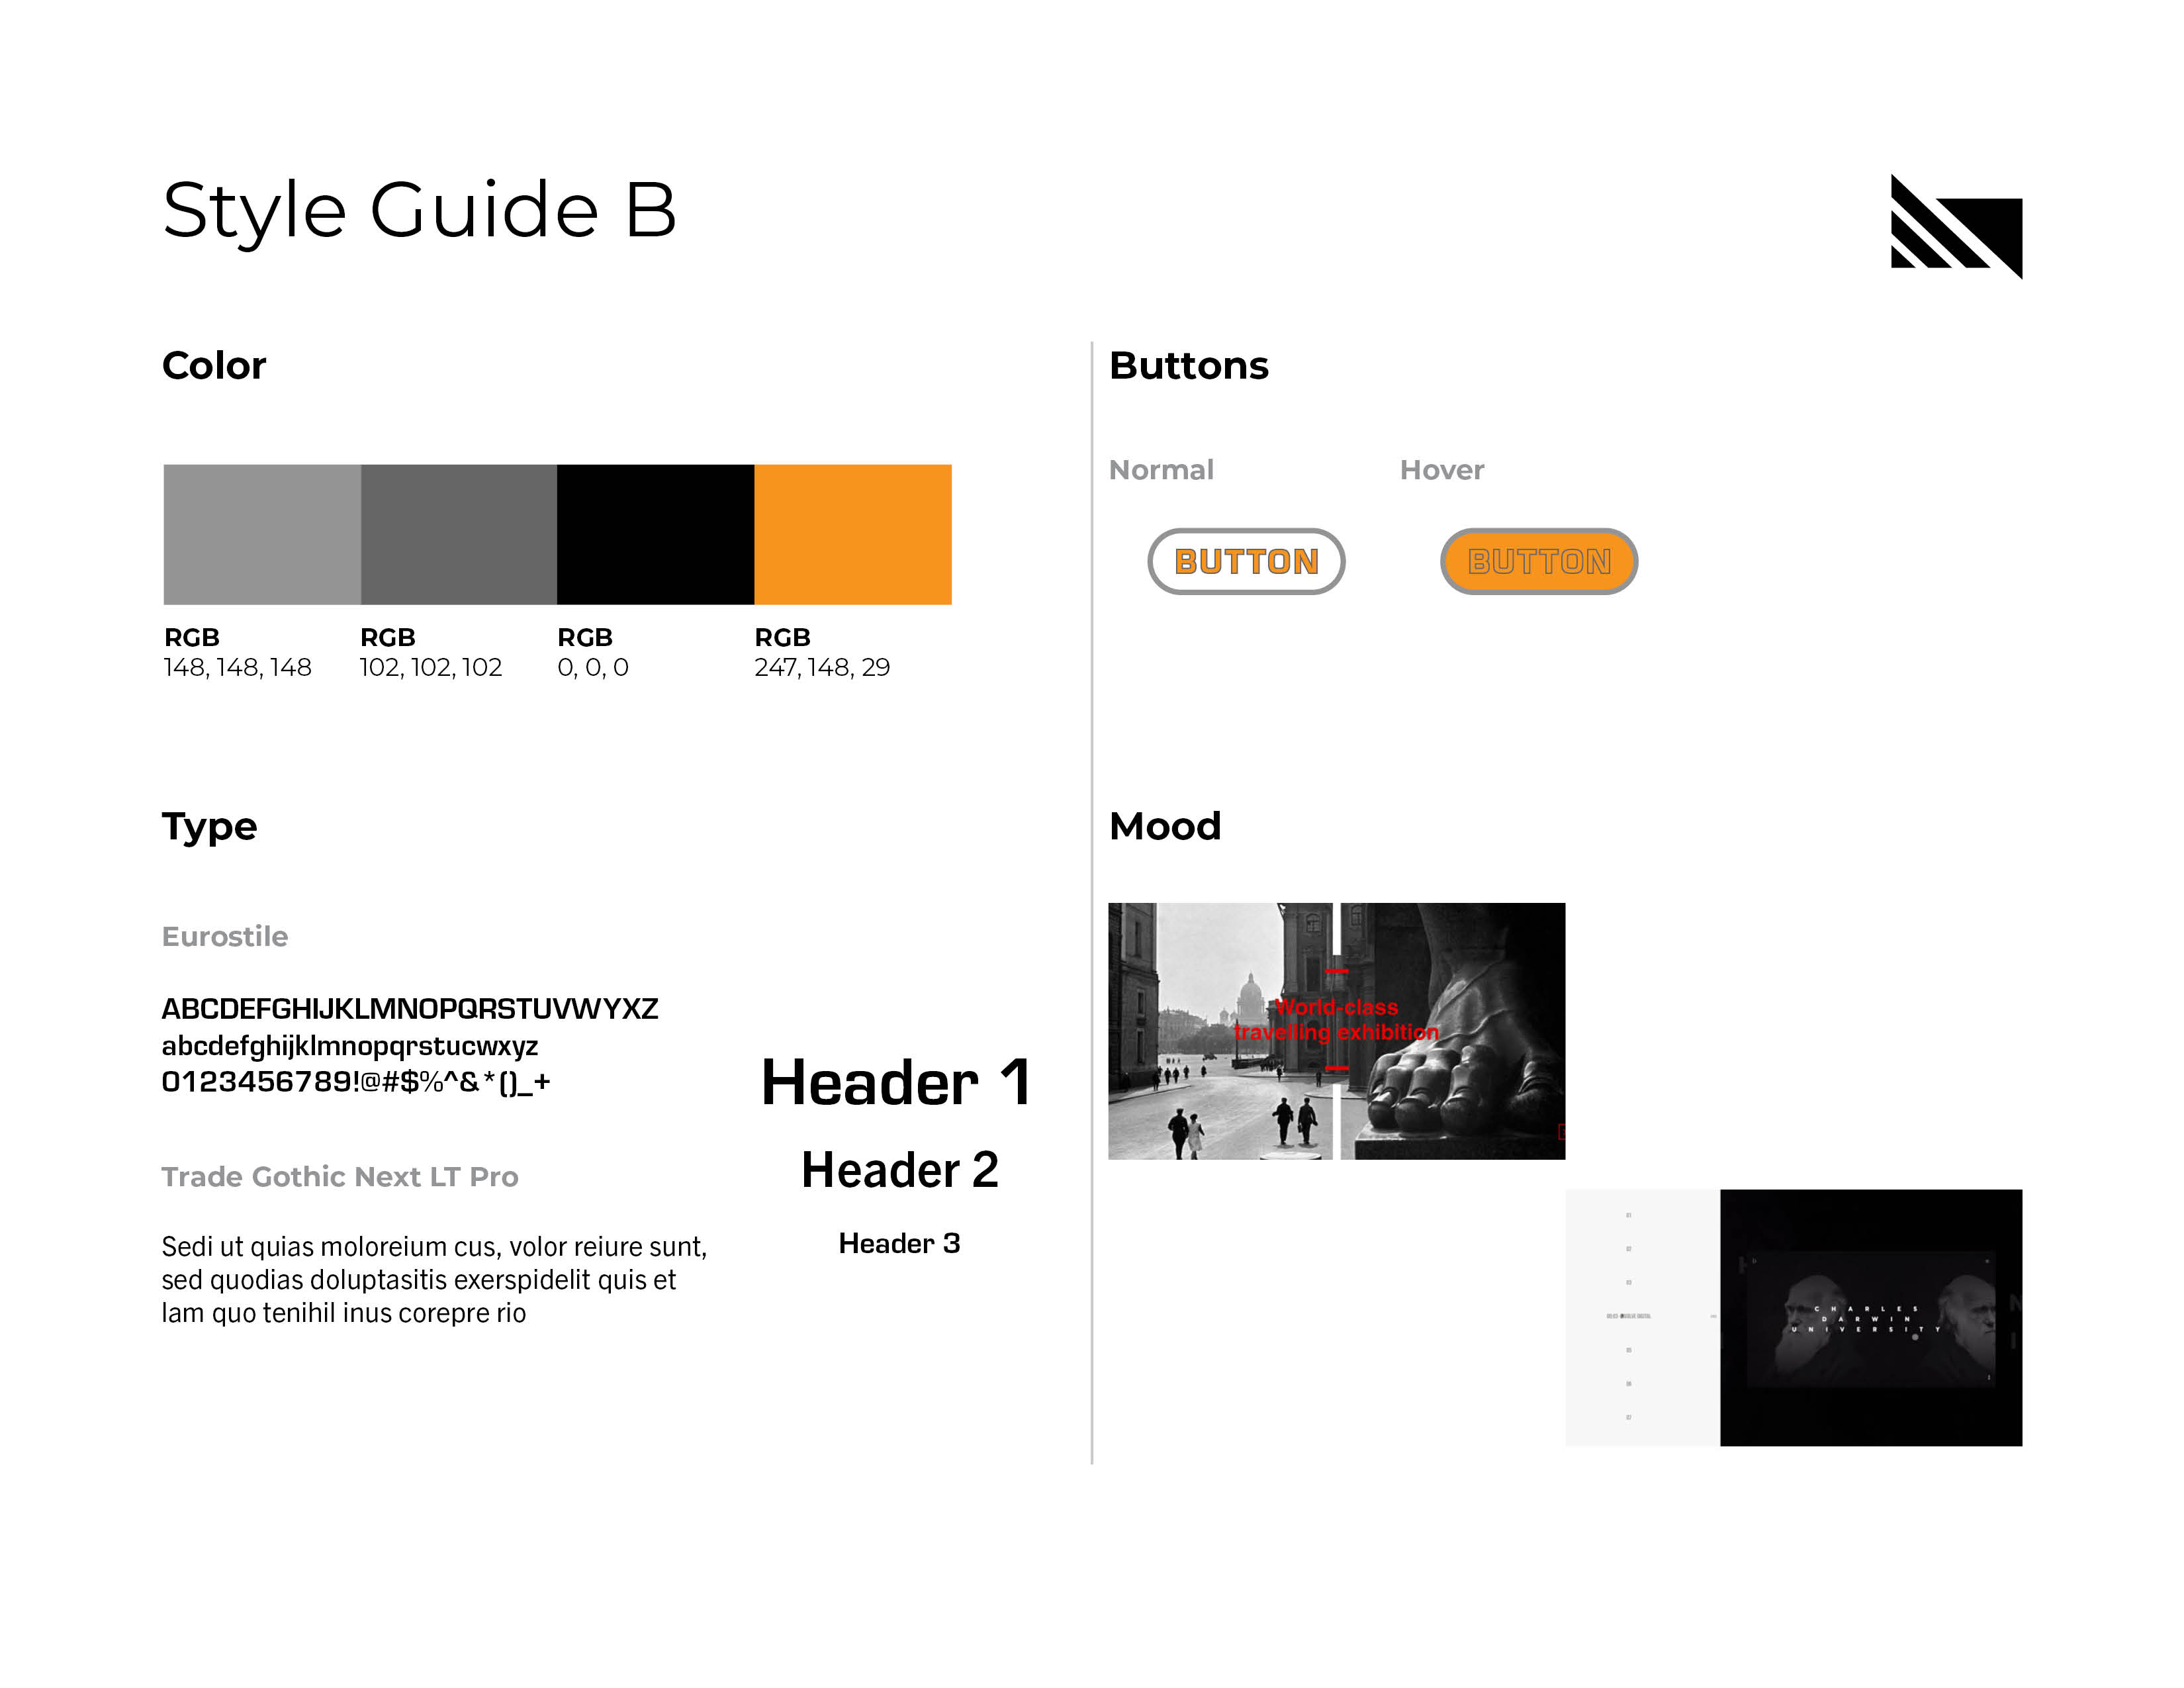 Style Guide B
Color
RGB
148, 148, 148
RGB
102, 102, 102
RGB
0, 0, 0
RGB
247, 148, 29
Type
Eurostile
ABCDEFGHIJKLMNOPQRSTUVWYXZ
abcdefghijklmnopqrstucwxyz
0123456789!@#$%^&*()_+
Trade Gothic Next LT Pro
Sedi ut quias moloreium cus, volor reiure sunt,
sed quodias doluptasitis exerspidelit quis et
lam quo tenihil inus corepre rio
Header 1
Header 2
Header 3
Buttons
Normal
Hover
BUTTON
BUTTON
Mood
World-class
travelling exhibition
CHARLES
DARWIN
UNIVERSITY